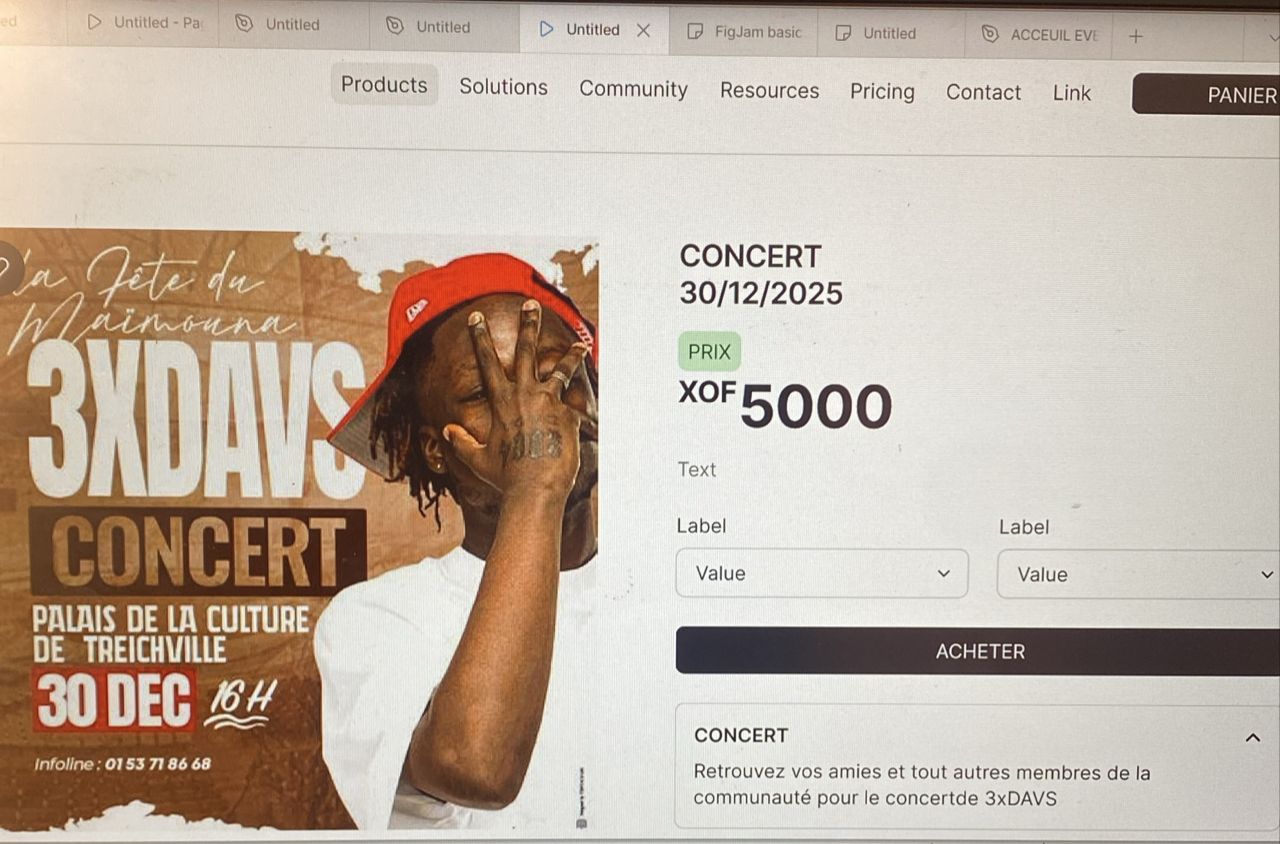 ed
Untitled - Pa
Untitled
Untitled
Untitled
FigJam basic
Untitled
ACCEUIL EVE
Products
Solutions
Community
Resources
Pricing
Contact
Link
PANIER
La Fête du
Maïmouna
3XDAVS
CONCERT
PALAIS DE LA CULTURE
DE TREICHVILLE
30 DEC 16H
Infoline : 01 53 71 86 68
CONCERT
30/12/2025
PRIX
XOF 5000
Text
Label
Label
Value
Value
ACHETER
CONCERT
Retrouvez vos amies et tout autres membres de la
communauté pour le concertde 3xDAVS